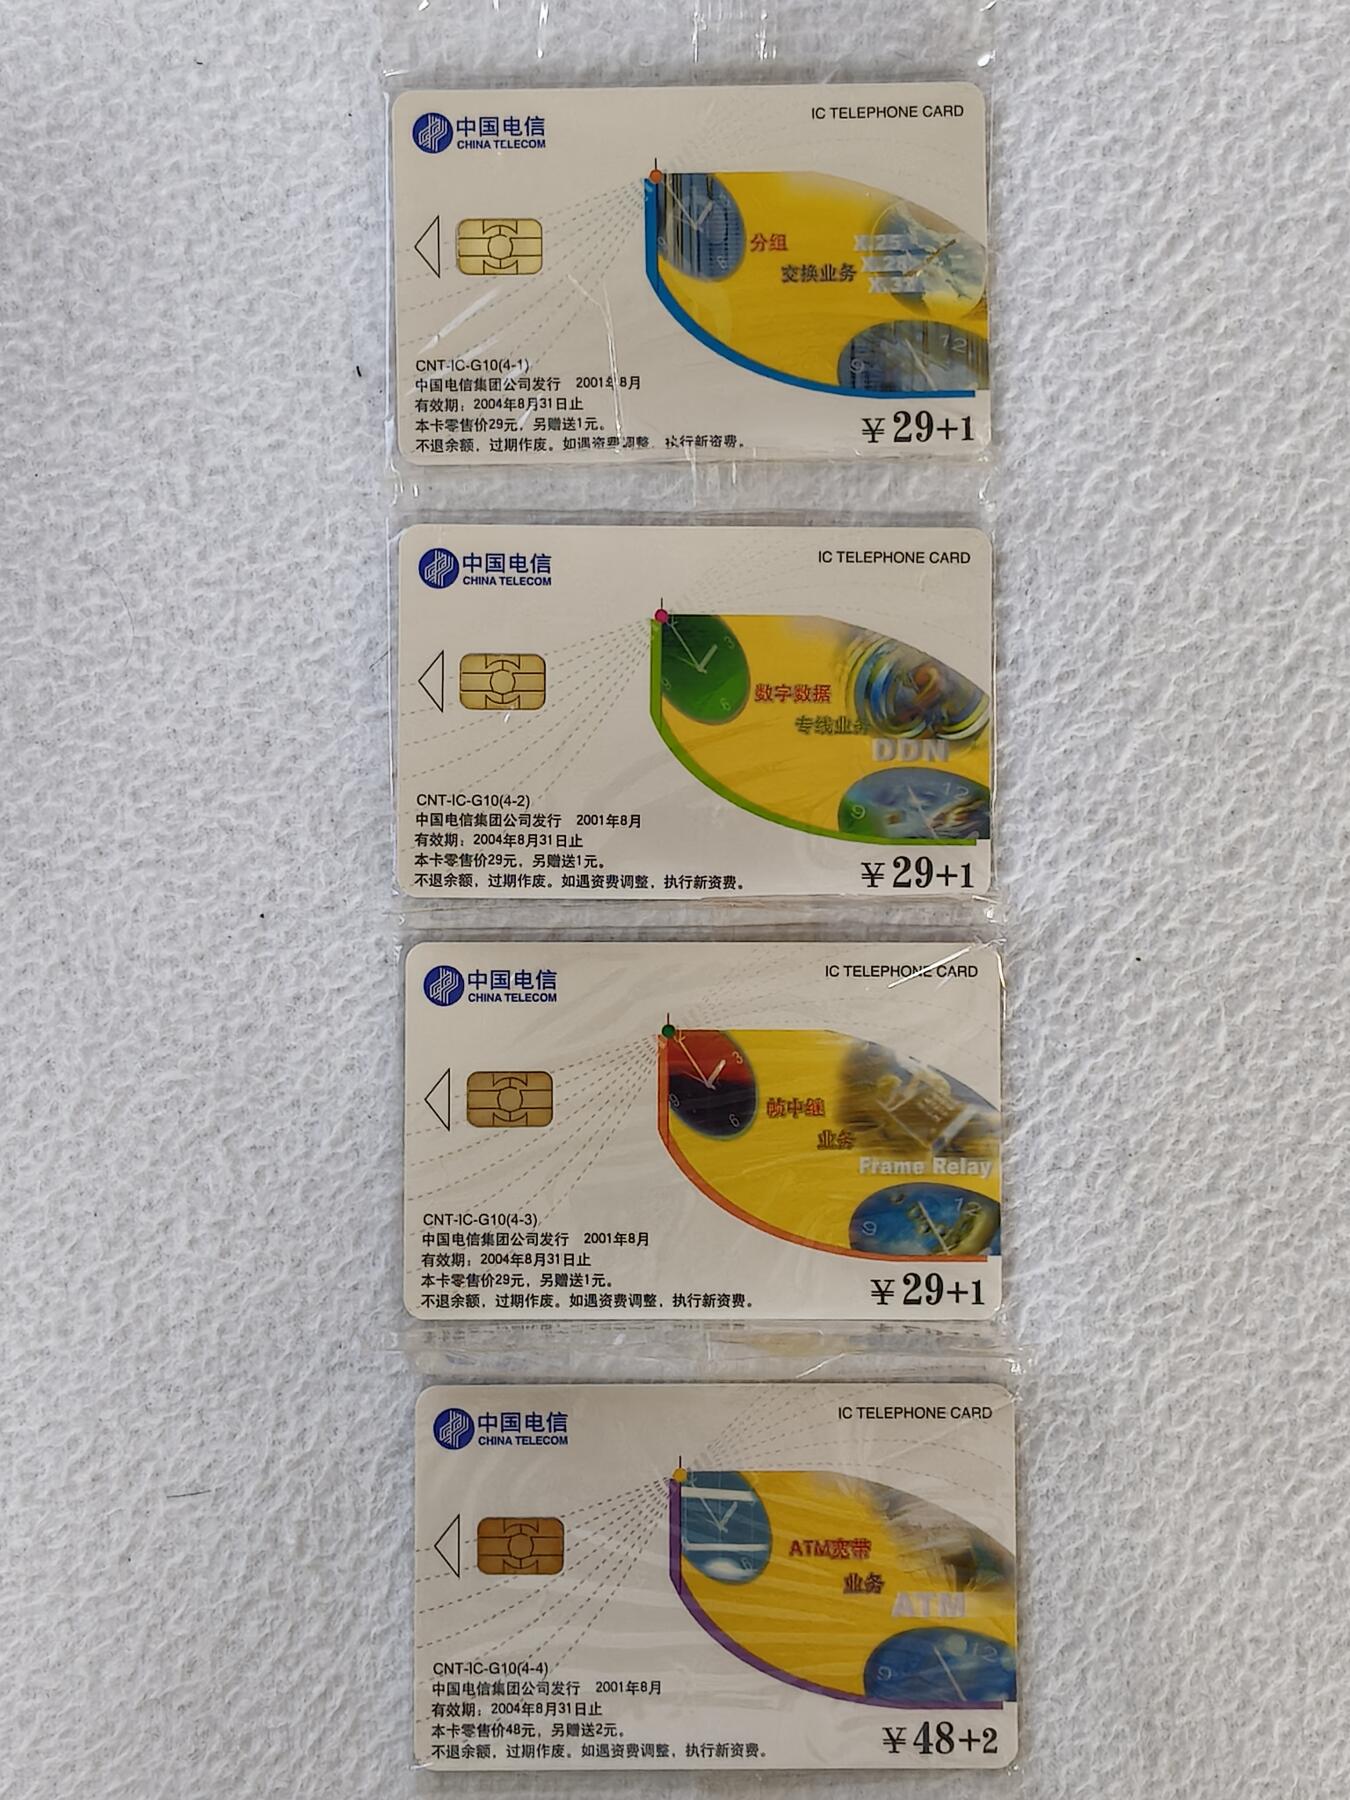 中国电信
CHINA TELECOM
IC TELEPHONE CARD
分组
交换业务
X.25
X.28
12
9
CNT-IC-G10(4-1)
中国电信集团公司发行 2001年8月
有效期：2004年8月31日止
本卡零售价29元，另赠送1元。
不退余额，过期作废。如遇资费调整，执行新资费。
¥29+1
中国电信
CHINA TELECOM
IC TELEPHONE CARD
3
9
6
数字数据
专线业务
DDN
12
9
CNT-IC-G10(4-2)
中国电信集团公司发行 2001年8月
有效期：2004年8月31日止
本卡零售价29元，另赠送1元。
不退余额，过期作废。如遇资费调整，执行新资费。
¥29+1
中国电信
CHINA TELECOM
IC TELEPHONE CARD
3
9
6
帧中继
业务
Frame Relay
12
9
CNT-IC-G10(4-3)
中国电信集团公司发行 2001年8月
有效期：2004年8月31日止
本卡零售价29元，另赠送1元。
不退余额，过期作废。如遇资费调整，执行新资费。
¥29+1
中国电信
CHINA TELECOM
IC TELEPHONE CARD
ATM宽带
业务
ATM
12
9
CNT-IC-G10(4-4)
中国电信集团公司发行 2001年8月
有效期：2004年8月31日止
本卡零售价48元，另赠送2元。
不退余额，过期作废。如遇资费调整，执行新资费。
¥48+2